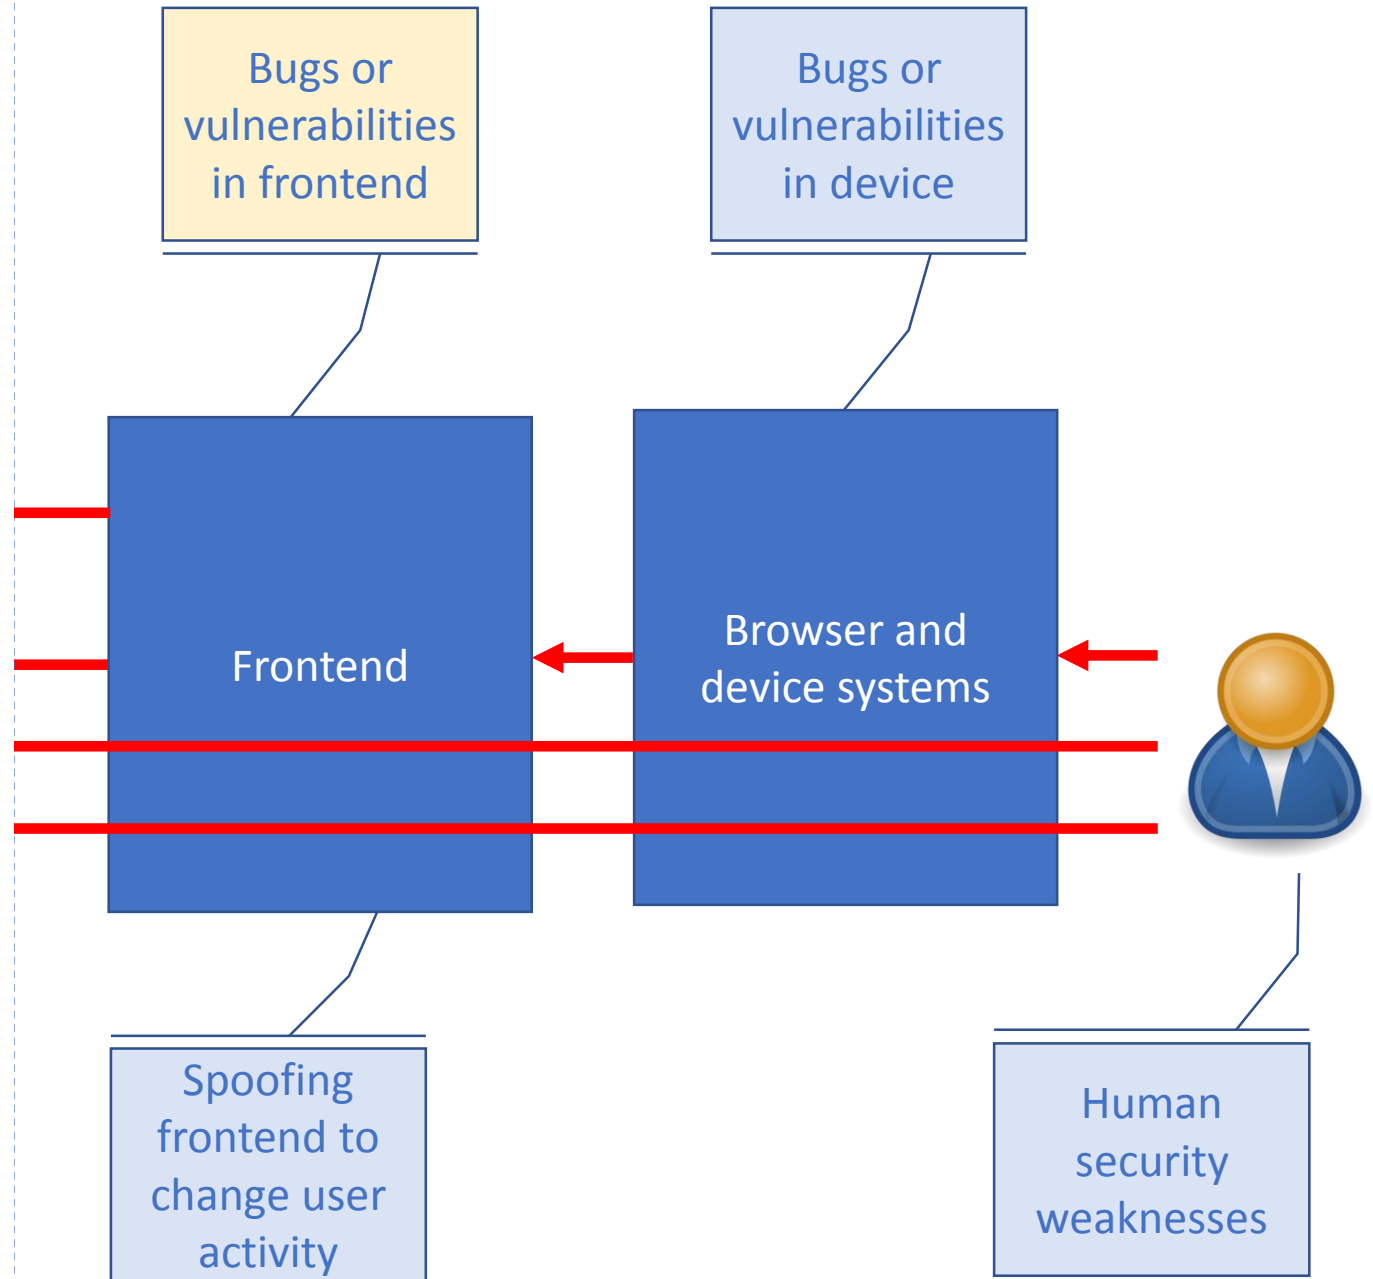 Bugs or
vulnerabilities
in frontend
Bugs or
vulnerabilities
in device
Frontend
Browser and
device systems
Spoofing
frontend to
change user
activity
Human
security
weaknesses